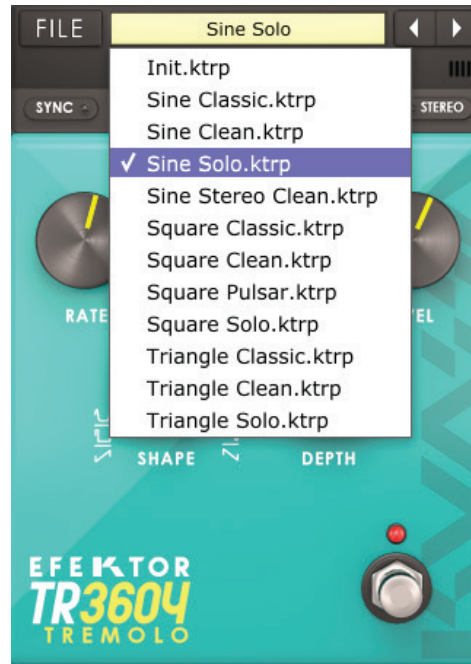 FILE
Sine Solo
Init.ktrp
Sine Classic.ktrp
Sine Clean.ktrp
✓ Sine Solo.ktrp
Sine Stereo Clean.ktrp
Square Classic.ktrp
Square Clean.ktrp
Square Pulsar.ktrp
Square Solo.ktrp
Triangle Classic.ktrp
Triangle Clean.ktrp
Triangle Solo.ktrp
SYNC
STEREO
RATE
SHAPE
DEPTH
EFEKTOR
TR3604
TREMOLO